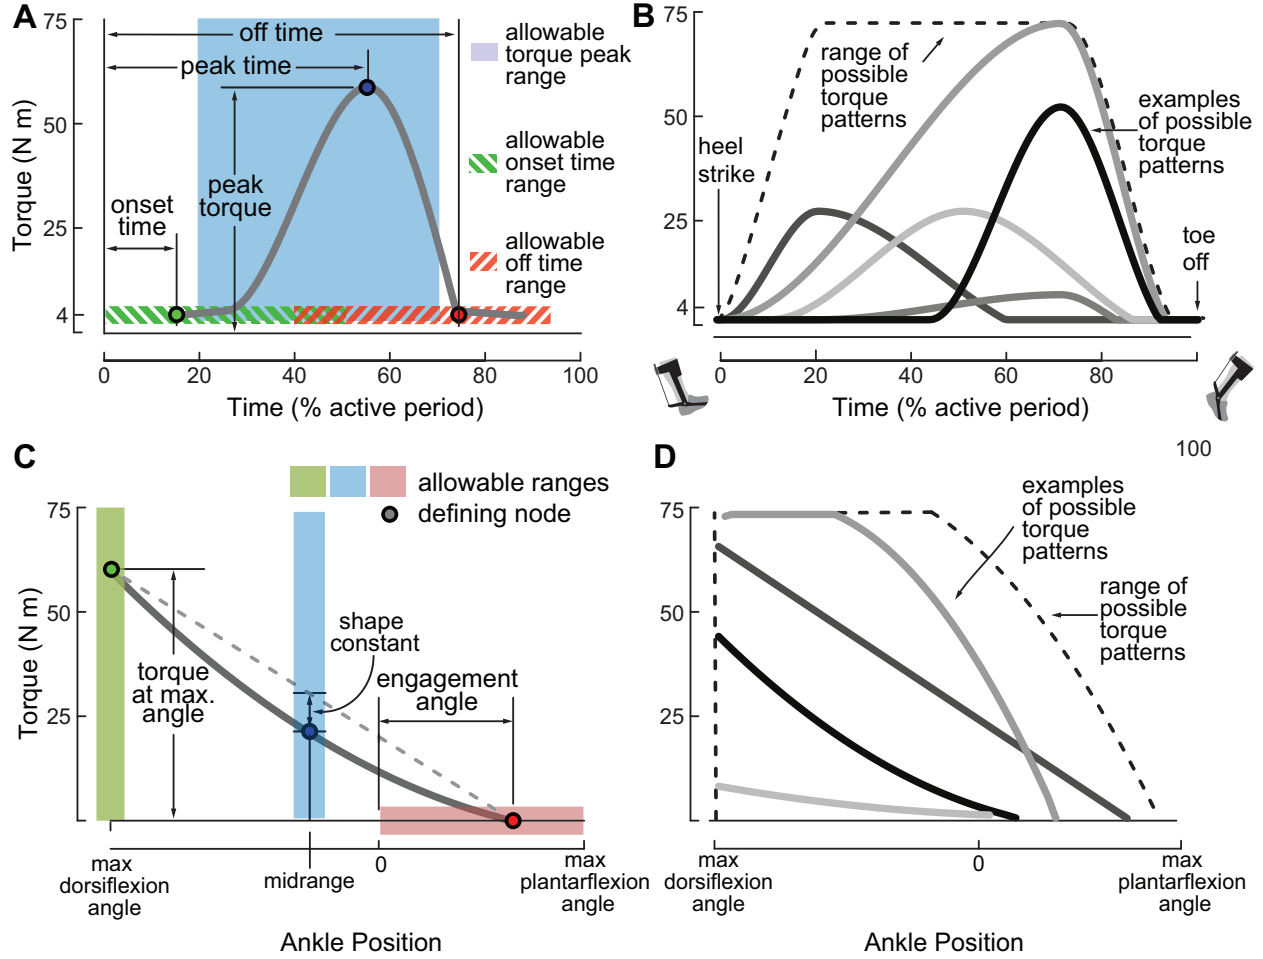 A
75
50
25
4
Torque (N m)
off time
peak time
peak
torque
onset
time
allowable
torque peak
range
allowable
onset time
range
allowable
off time
range
0
20
40
60
80
100
Time (% active period)
B
75
50
25
4
range of
possible
torque
patterns
examples
of possible
torque
patterns
heel
strike
toe
off
0
20
40
60
80
Time (% active period)
100
C
allowable ranges
defining node
75
50
25
Torque (N m)
shape
constant
engagement
angle
torque
at max.
angle
max
dorsiflexion
angle
midrange
0
max
plantarflexion
angle
Ankle Position
D
75
50
25
examples
of possible
torque
patterns
range of
possible
torque
patterns
max
dorsiflexion
angle
0
max
plantarflexion
angle
Ankle Position